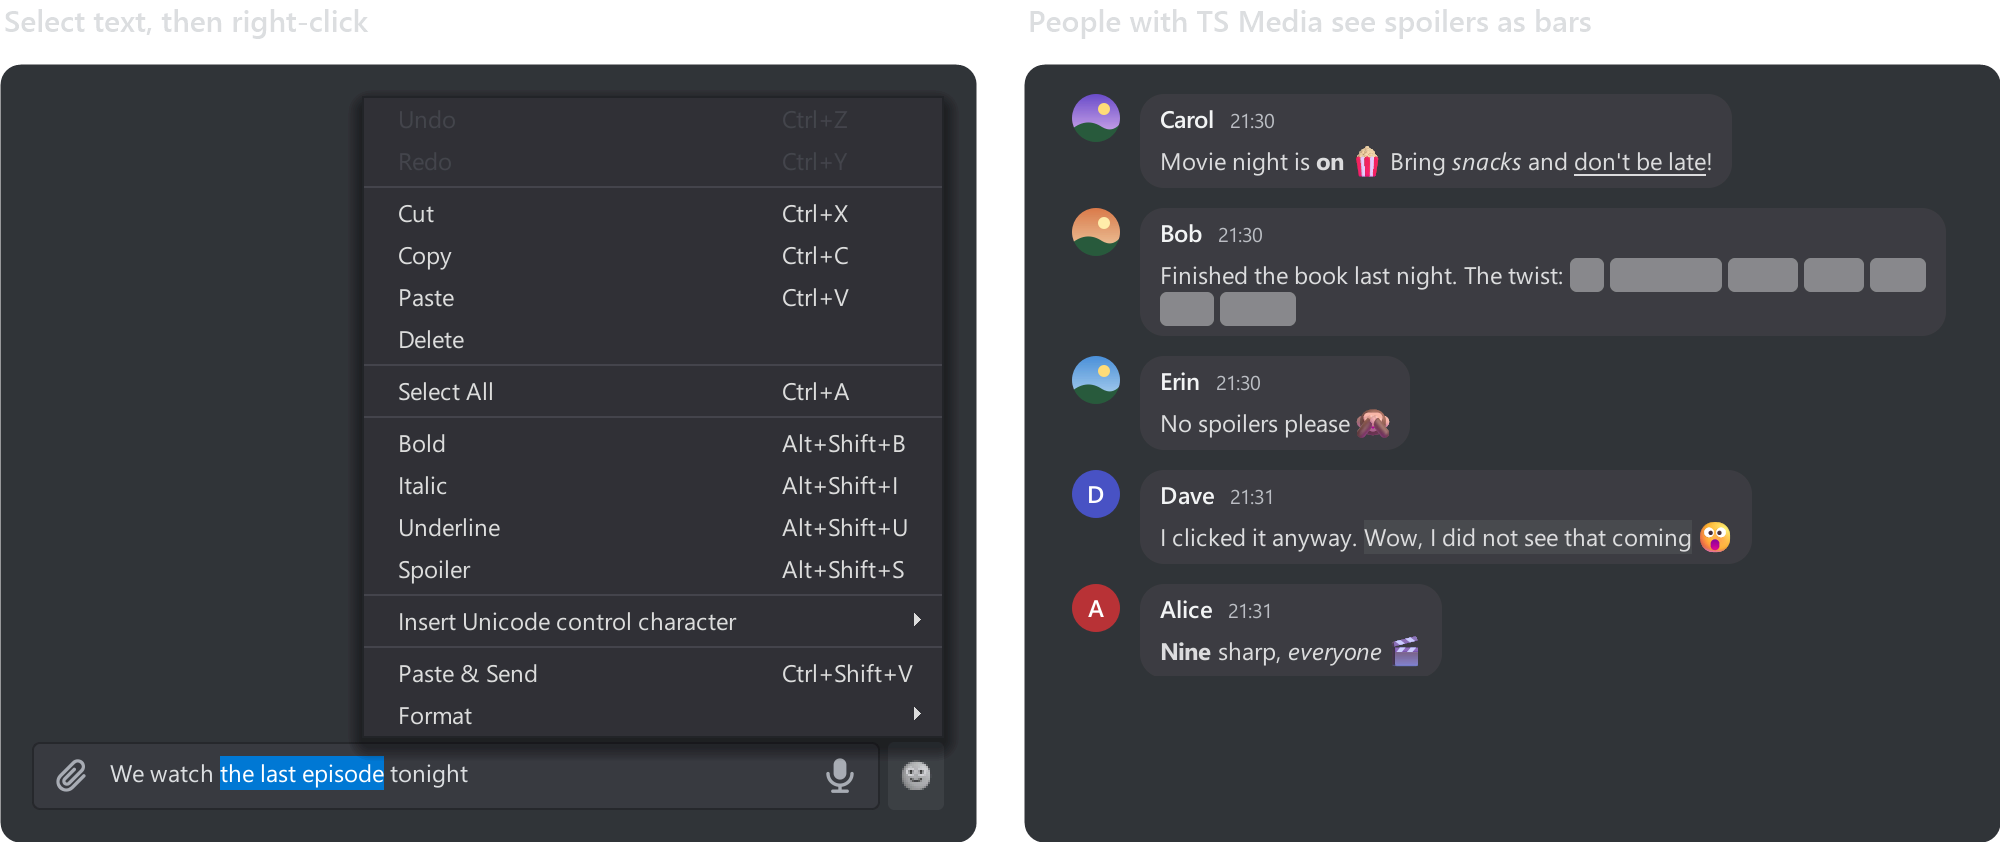 Select text, then right-click
Undo Ctrl+Z
Redo Ctrl+Y
Cut Ctrl+X
Copy Ctrl+C
Paste Ctrl+V
Delete
Select All Ctrl+A
Bold Alt+Shift+B
Italic Alt+Shift+I
Underline Alt+Shift+U
Spoiler Alt+Shift+S
Insert Unicode control character
Paste & Send Ctrl+Shift+V
Format
We watch the last episode tonight
People with TS Media see spoilers as bars
Carol 21:30
Movie night is on 🍿 Bring snacks and don't be late!
Bob 21:30
Finished the book last night. The twist:
Erin 21:30
No spoilers please 🙈
D
Dave 21:31
I clicked it anyway. Wow, I did not see that coming 😱
A
Alice 21:31
Nine sharp, everyone 🎬